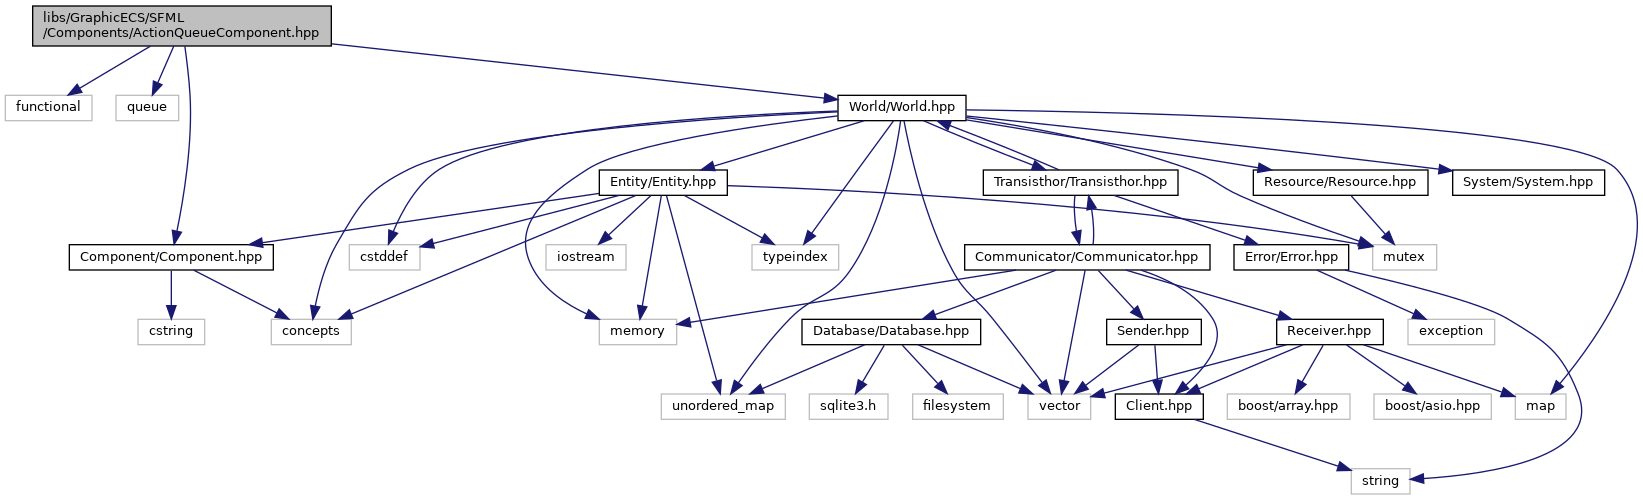 libs/GraphicECS/SFML
/Components/ActionQueueComponent.hpp
functional
queue
World/World.hpp
Entity/Entity.hpp
Transisthor/Transisthor.hpp
Resource/Resource.hpp
System/System.hpp
Component/Component.hpp
cstddef
iostream
typeindex
Communicator/Communicator.hpp
Error/Error.hpp
mutex
cstring
concepts
memory
Database/Database.hpp
Sender.hpp
Receiver.hpp
exception
unordered_map
sqlite3.h
filesystem
vector
Client.hpp
boost/array.hpp
boost/asio.hpp
map
string